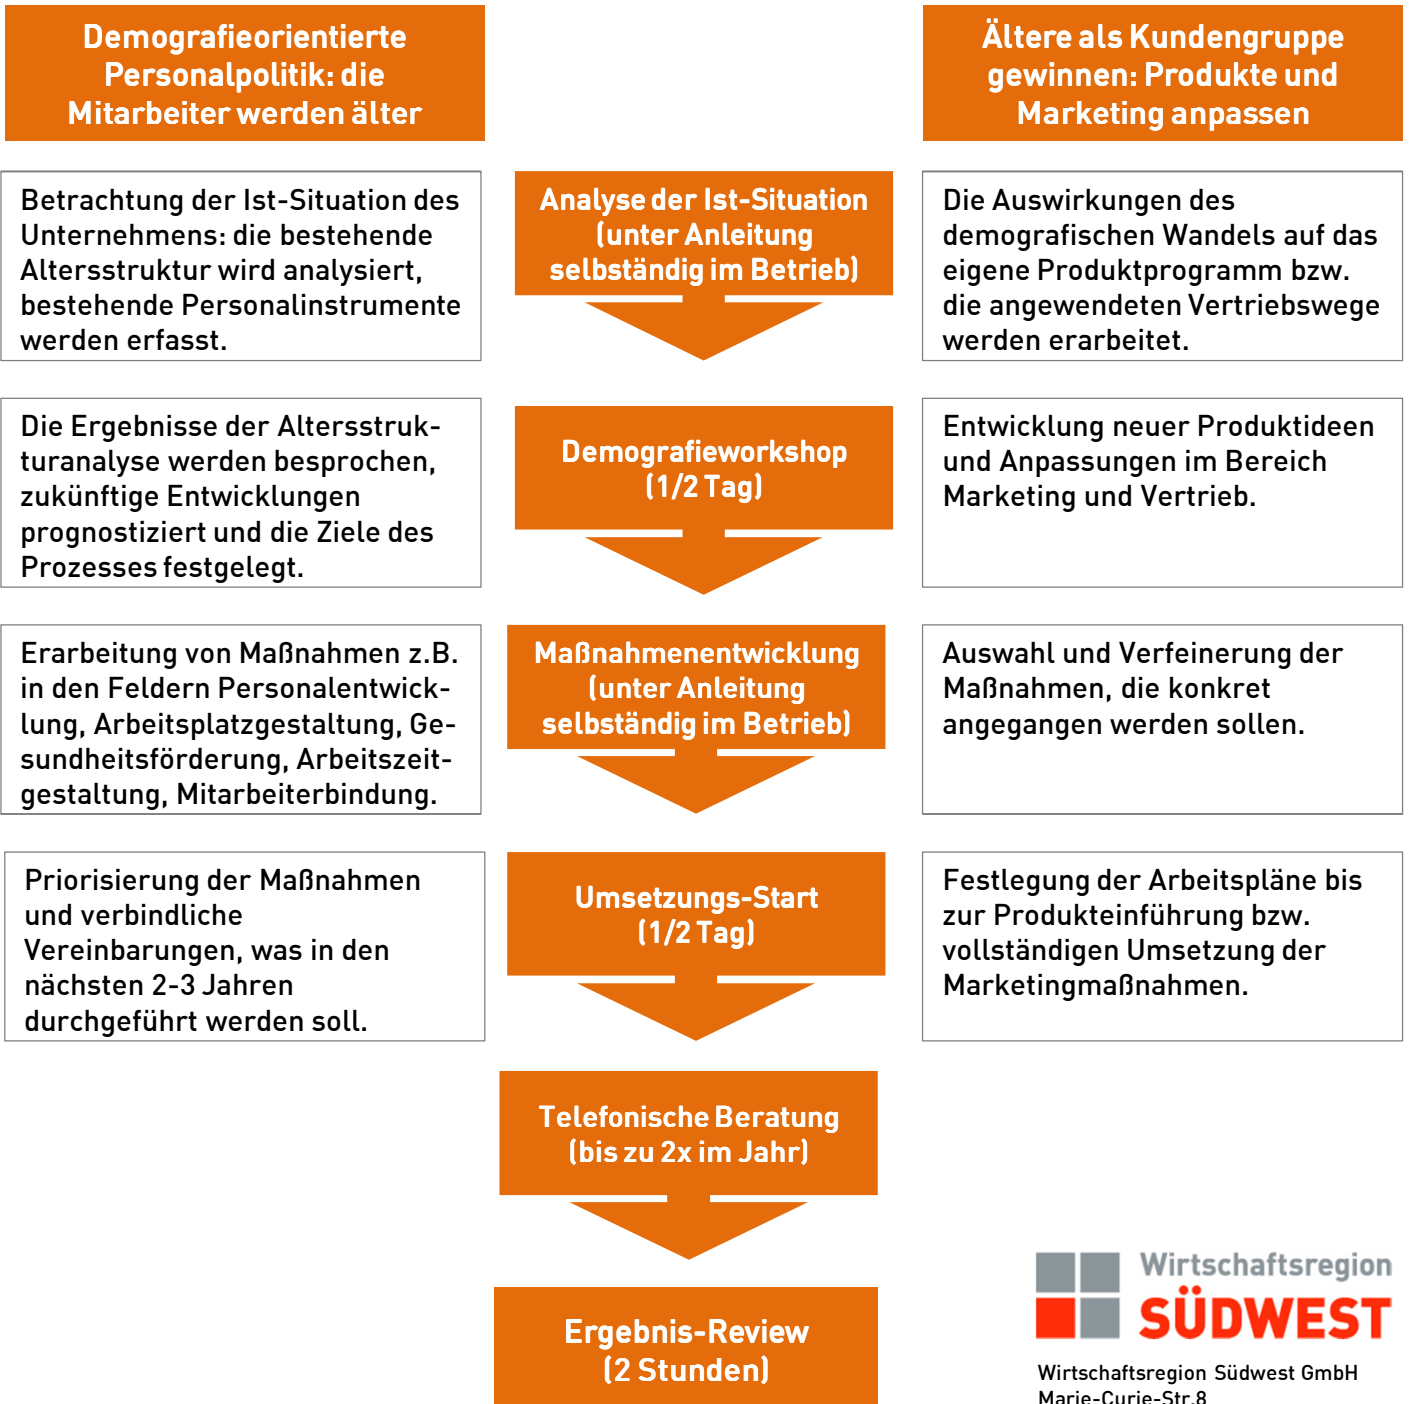 Demografieorientierte
Personalpolitik: die
Mitarbeiter werden älter
Ältere als Kundengruppe
gewinnen: Produkte und
Marketing anpassen
Betrachtung der Ist-Situation des
Unternehmens: die bestehende
Altersstruktur wird analysiert,
bestehende Personalinstrumente
werden erfasst.
Analyse der Ist-Situation
(unter Anleitung
selbständig im Betrieb)
Die Auswirkungen des
demografischen Wandels auf das
eigene Produktprogramm bzw.
die angewendeten Vertriebswege
werden erarbeitet.
Die Ergebnisse der Altersstruk-
turanalyse werden besprochen,
zukünftige Entwicklungen
prognostiziert und die Ziele des
Prozesses festgelegt.
Demografieworkshop
(1/2 Tag)
Entwicklung neuer Produktideen
und Anpassungen im Bereich
Marketing und Vertrieb.
Erarbeitung von Maßnahmen z.B.
in den Feldern Personalentwick-
lung, Arbeitsplatzgestaltung, Ge-
sundheitsförderung, Arbeitszeit-
gestaltung, Mitarbeiterbindung.
Maßnahmenentwicklung
(unter Anleitung
selbständig im Betrieb)
Auswahl und Verfeinerung der
Maßnahmen, die konkret
angegangen werden sollen.
Priorisierung der Maßnahmen
und verbindliche
Vereinbarungen, was in den
nächsten 2-3 Jahren
durchgeführt werden soll.
Umsetzungs-Start
(1/2 Tag)
Festlegung der Arbeitspläne bis
zur Produkteinführung bzw.
vollständigen Umsetzung der
Marketingmaßnahmen.
Telefonische Beratung
(bis zu 2x im Jahr)
Ergebnis-Review
(2 Stunden)
Wirtschaftsregion
SÜDWEST
Wirtschaftsregion Südwest GmbH
Marie-Curie-Str.8